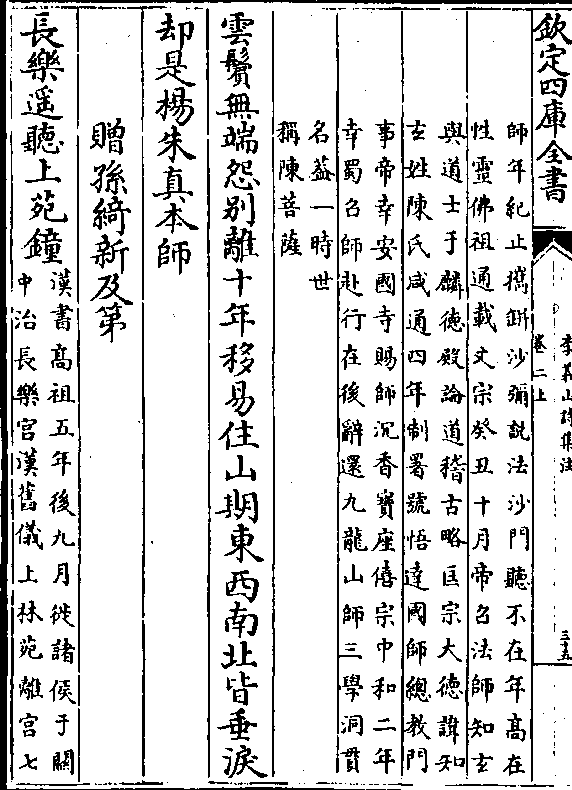 欽定四庫全書
李義山詩集注
卷二上
三十五
師年紀止攜缾沙彌說法沙門聽不在年高在
性靈佛祖通載文宗癸丑十月帝召法師知玄
與道士于麟德殿論道稽古略匡宗大德諱知
玄姓陳氏咸通四年制署號悟達國師總教門
事帝幸安國寺賜師沉香寶座僖宗中和二年
幸蜀召師赴行在後辭還九龍山師三學洞貫
名葢一時世
稱陳菩薩
雲鬢無端怨别離十年移易住山期東西南北皆垂淚
却是楊朱真本師
贈孫綺新及第
長樂遥聽上苑鐘
漢書高祖五年後九月徙諸侯于關
中治長樂宫漢舊儀上林苑離宫七